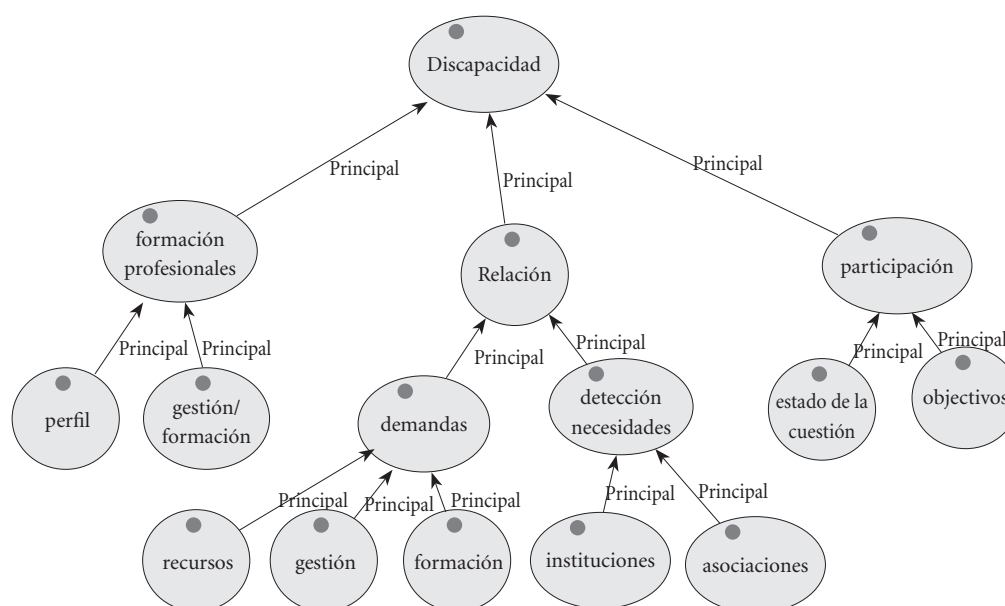 Discapacidad
Principal
Principal
Principal
formación
profesionales
Relación
participación
Principal
Principal
Principal
Principal
Principal
Principal
perfil
gestión/
formación
demandas
detección
necesidades
estado de la
cuestión
objectivos
Principal
Principal
Principal
Principal
Principal
recursos
gestión
formación
instituciones
asociaciones